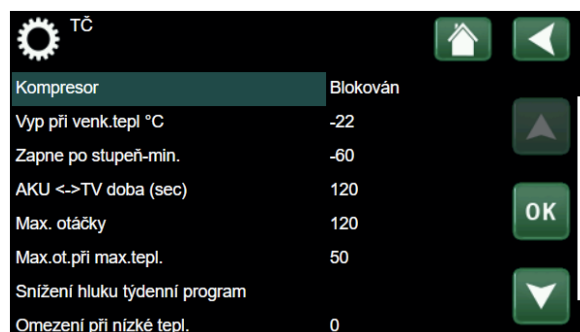 TČ
Kompresor Blokován
Vyp při venk.tepl °C -22
Zapne po stupeň-min. -60
AKU <->TV doba (sec) 120
Max. otáčky 120
Max.ot.při max.tepl. 50
Snížení hluku týdenní program
Omezení při nízké tepl. 0
OK